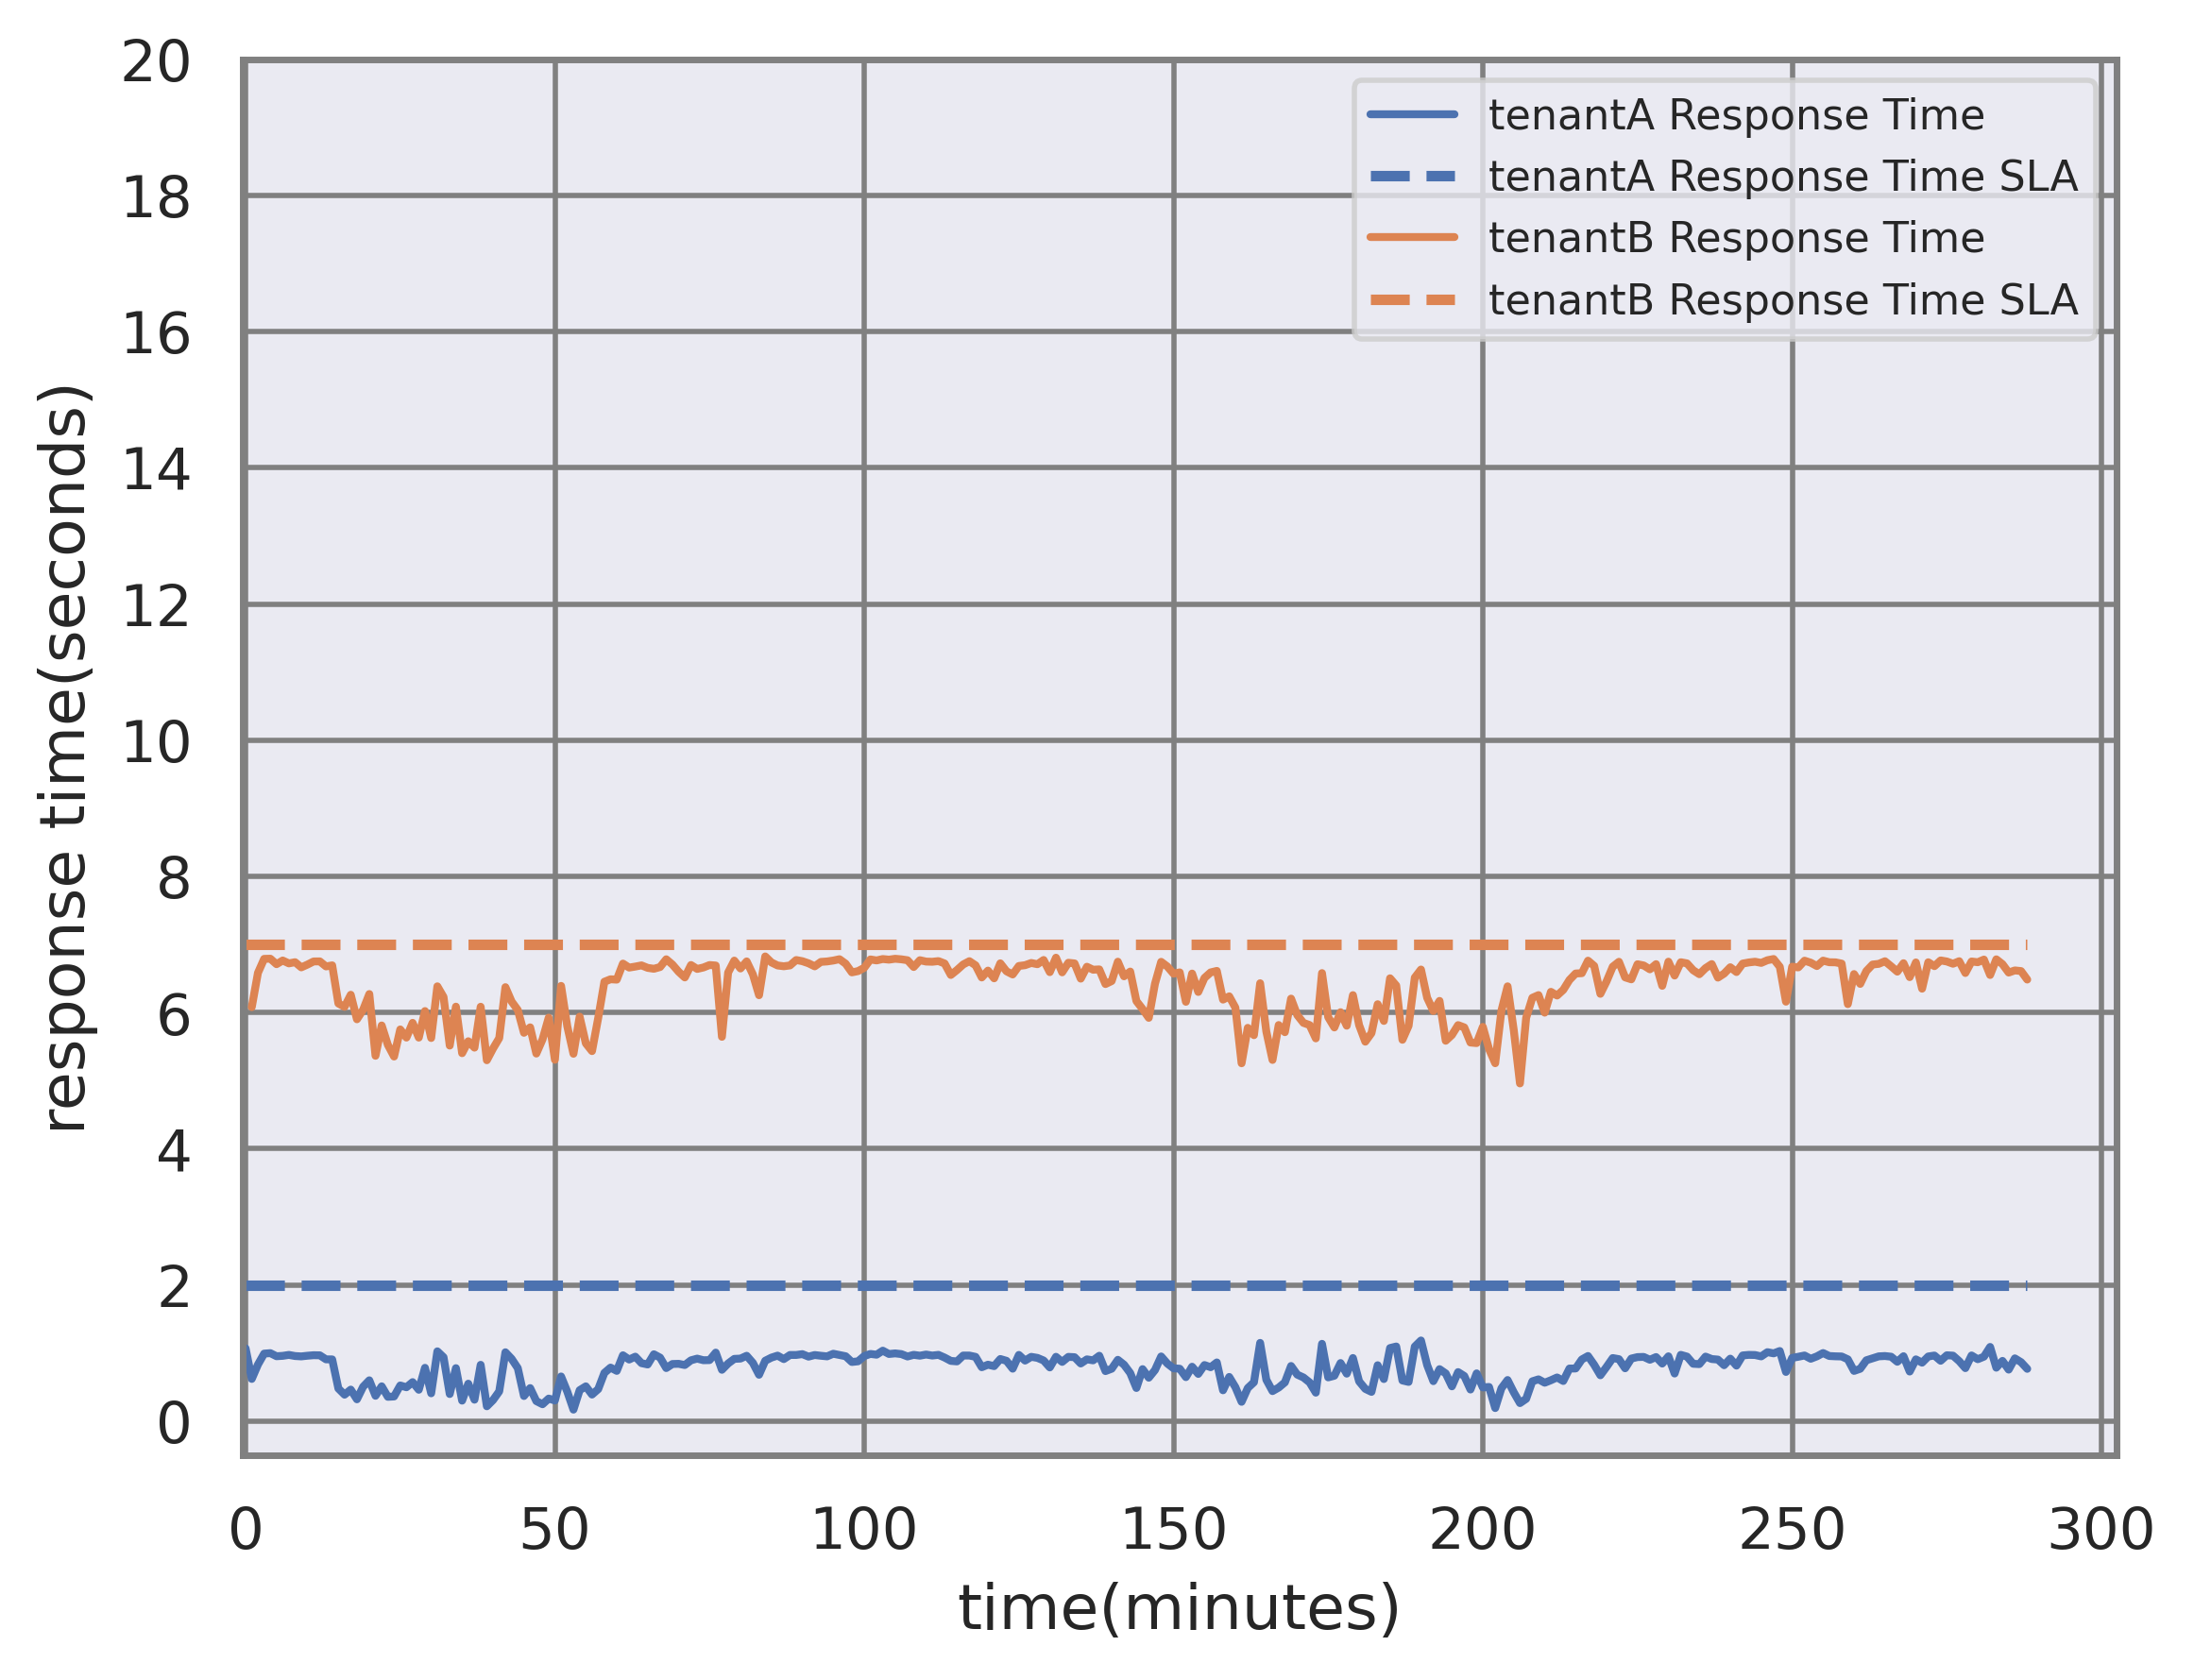 20
18
16
14
12
10
8
6
4
2
0
response time(seconds)
tenantA Response Time
tenantA Response Time SLA
tenantB Response Time
tenantB Response Time SLA
0 50 100 150 200 250 300
time(minutes)